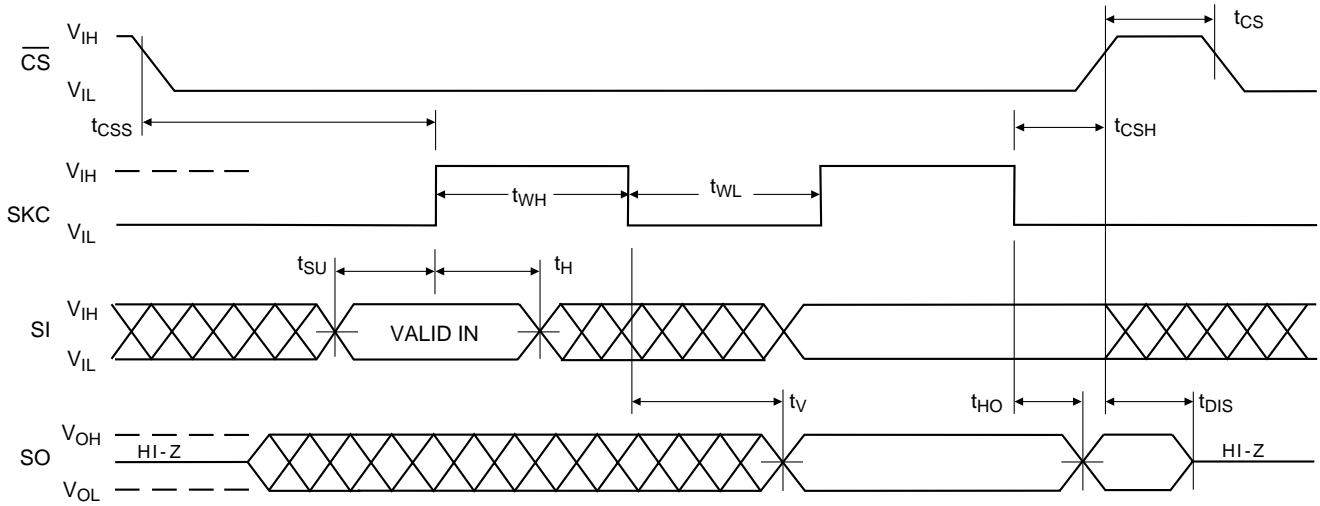 V_IH
CS
V_IL
t_CS
t_CSS
t_CSH
V_IH
SKC
V_IL
t_WH
t_WL
t_SU
t_H
V_IH
SI
V_IL
VALID IN
t_V
t_HO
t_DIS
V_OH
SO
HI-Z
HI-Z
V_OL